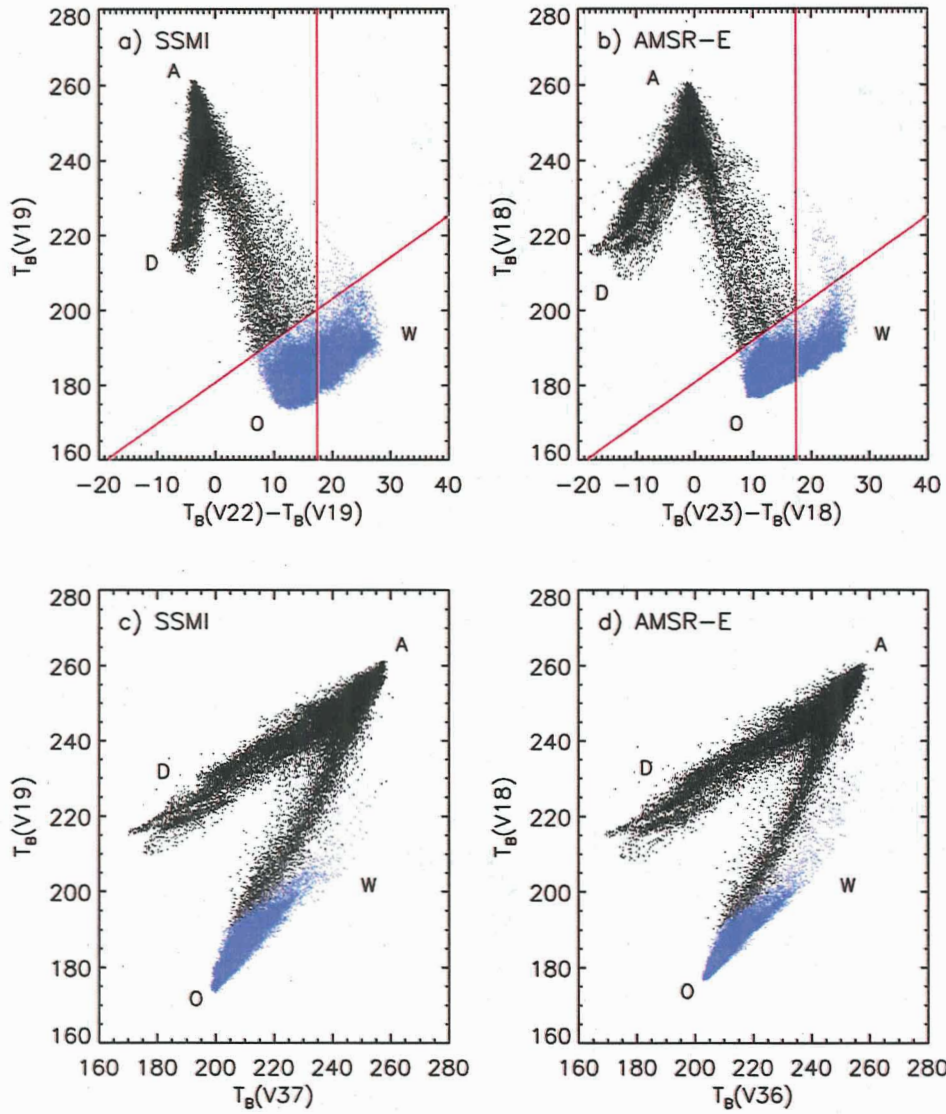 a) SSMI
A
D
O
W
280
260
240
220
200
180
160
T_B(V19)
-20 -10 0 10 20 30 40
T_B(V22)-T_B(V19)
b) AMSR-E
A
D
O
W
280
260
240
220
200
180
160
T_B(V18)
-20 -10 0 10 20 30 40
T_B(V23)-T_B(V18)
c) SSMI
A
D
W
O
280
260
240
220
200
180
160
T_B(V19)
160 180 200 220 240 260 280
T_B(V37)
d) AMSR-E
A
D
W
O
280
260
240
220
200
180
160
T_B(V18)
160 180 200 220 240 260 280
T_B(V36)